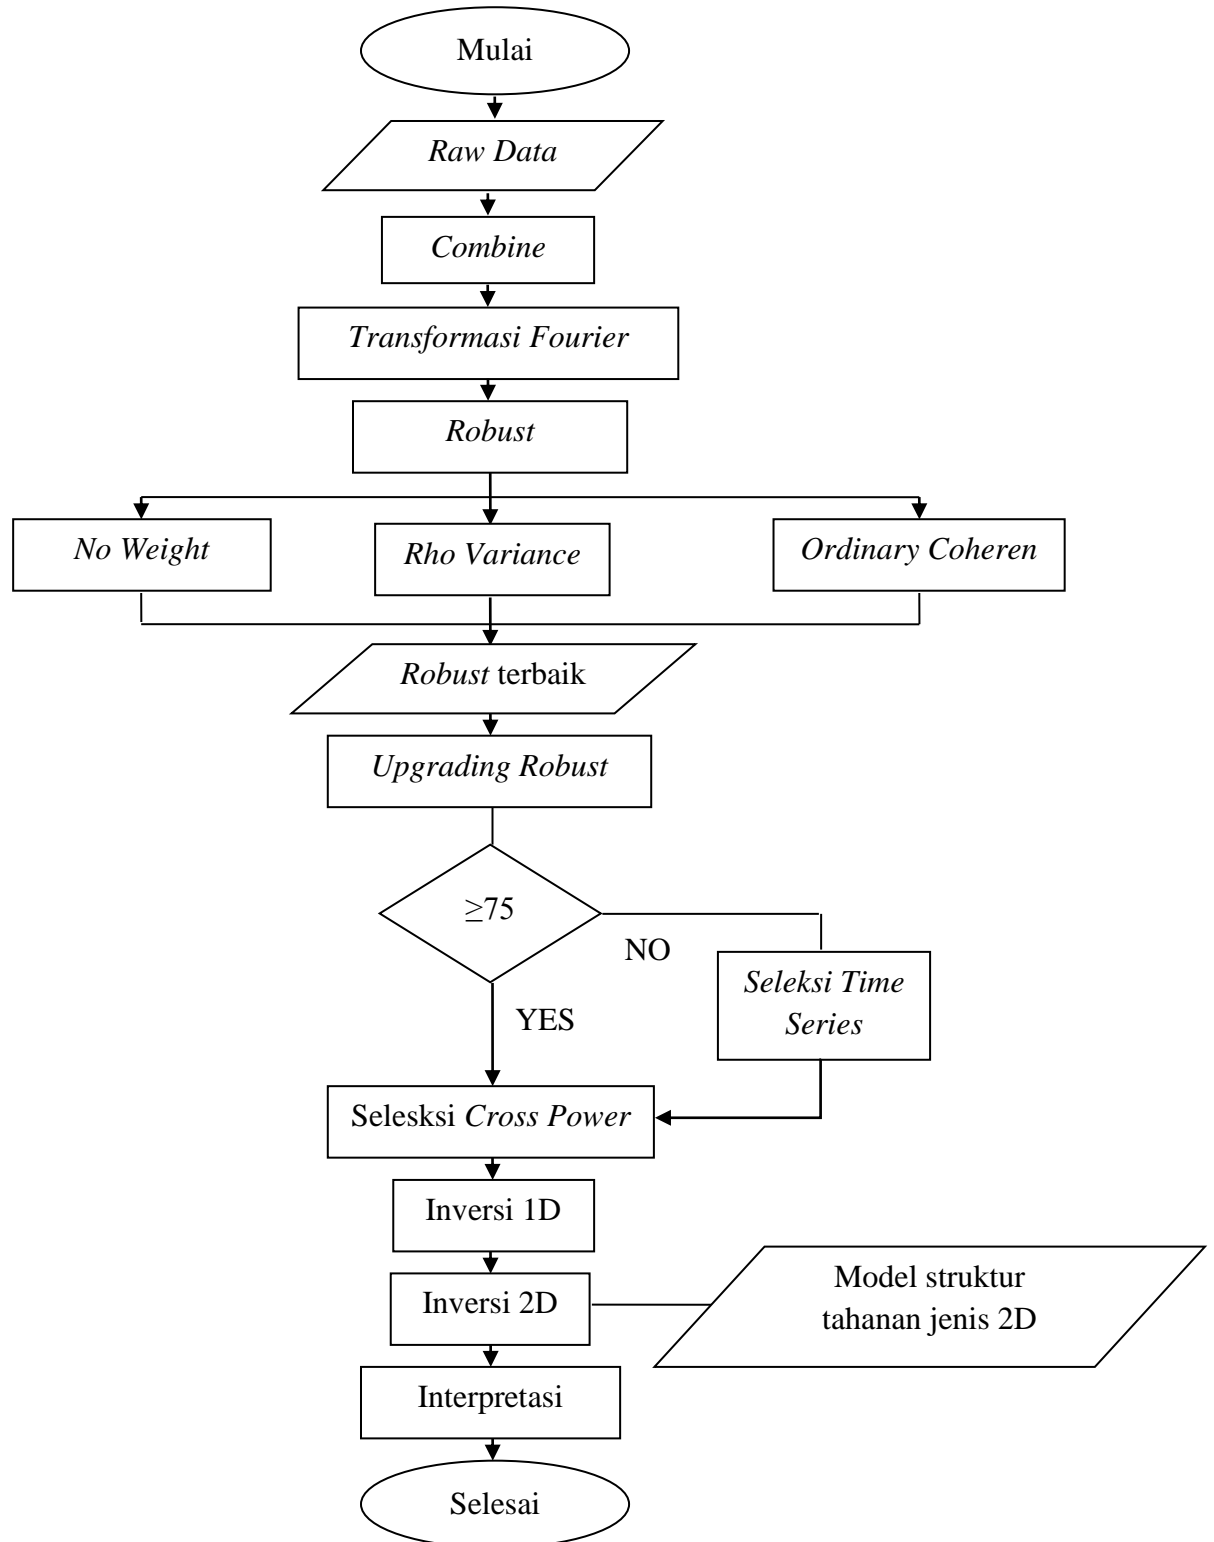 Mulai
Raw Data
Combine
Transformasi Fourier
Robust
No Weight
Rho Variance
Ordinary Coheren
Robust terbaik
Upgrading Robust
≥75
NO
Seleksi Time
Series
YES
Selesksi Cross Power
Inversi 1D
Inversi 2D
Model struktur
tahanan jenis 2D
Interpretasi
Selesai